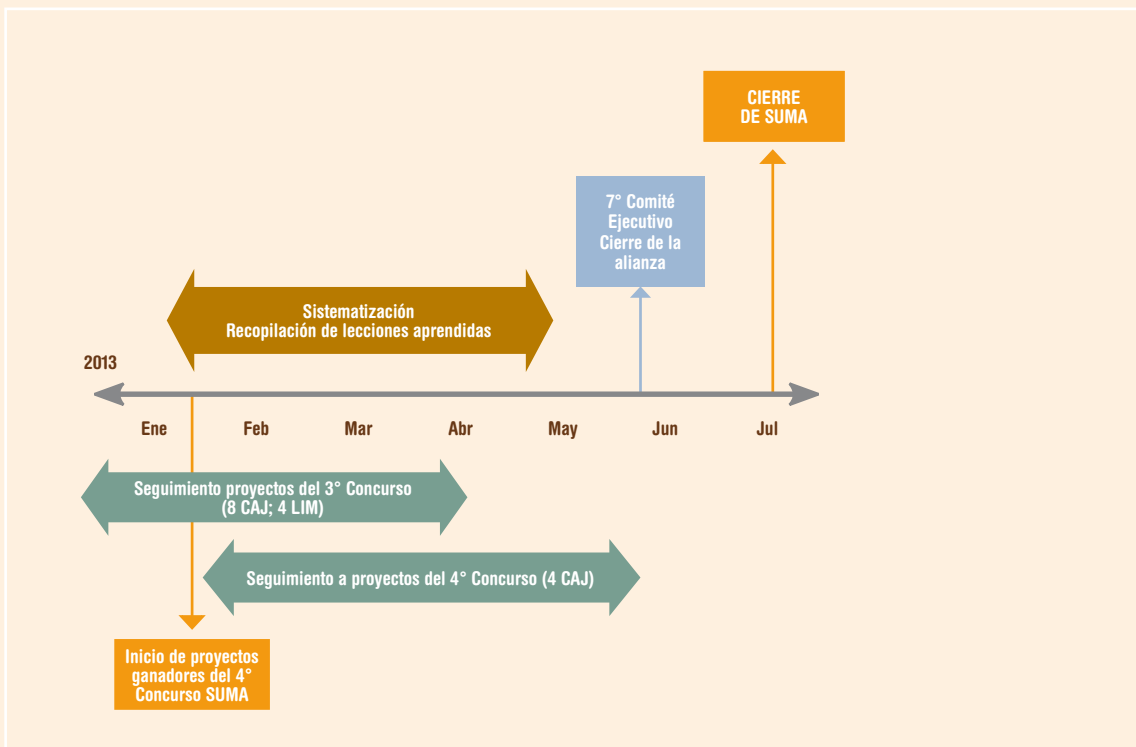 CIERRE
DE SUMA
7° Comité
Ejecutivo
Cierre de la
alianza
Sistematización
Recopilación de lecciones aprendidas
2013
Ene Feb Mar Abr May Jun Jul
Seguimiento proyectos del 3° Concurso
(8 CAJ; 4 LIM)
Seguimiento a proyectos del 4° Concurso (4 CAJ)
Inicio de proyectos
ganadores del 4°
Concurso SUMA